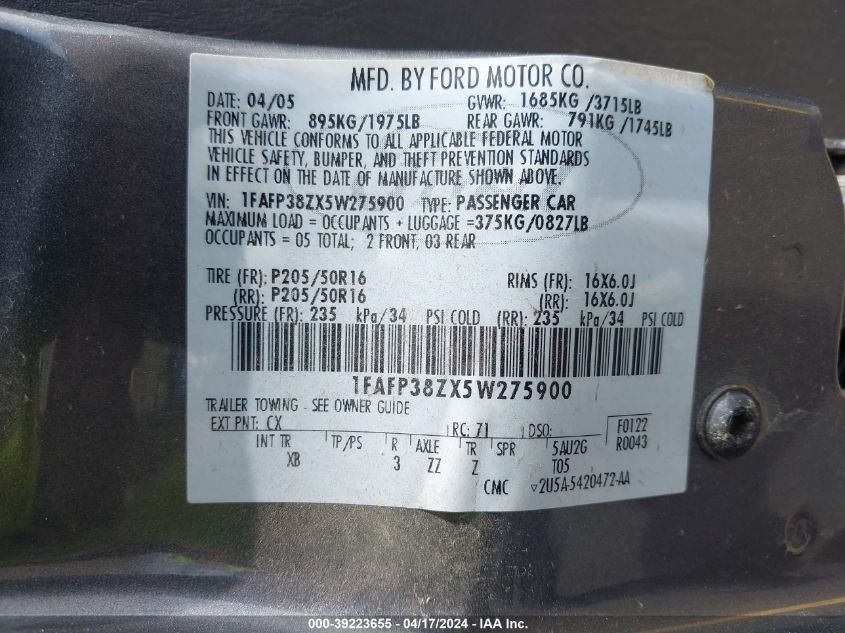 MFD. BY FORD MOTOR CO.
DATE: 04/05 GVWR: 1685KG /3715LB
FRONT GAWR: 895KG/1975LB REAR GAWR: 791KG /1745LB
THIS VEHICLE CONFORMS TO ALL APPLICABLE FEDERAL MOTOR
VEHICLE SAFETY, BUMPER, AND THEFT PREVENTION STANDARDS
IN EFFECT ON THE DATE OF MANUFACTURE SHOWN ABOVE.
VIN: 1FAFP38ZX5W275900 TYPE: PASSENGER CAR
MAXIMUM LOAD = OCCUPANTS + LUGGAGE =375KG/0827LB
OCCUPANTS = 05 TOTAL; 2 FRONT, 03 REAR
TIRE (FR): P205/50R16 RIMS (FR): 16X6.0J
(RR): P205/50R16 (RR): 16X6.0J
PRESSURE (FR): 235 kPa/34 PSI COLD (RR): 235 kPa/34 PSI COLD
1FAFP38ZX5W275900
TRAILER TOWING - SEE OWNER GUIDE
EXT PNT: CX RC: 71 DSO: F0122
INT TR TP/PS R AXLE TR SPR 5AU2G R0043
XB 3 ZZ Z T05
CMC ▽2U5A-5420472-AA
000-39223655 - 04/17/2024 - IAA Inc.